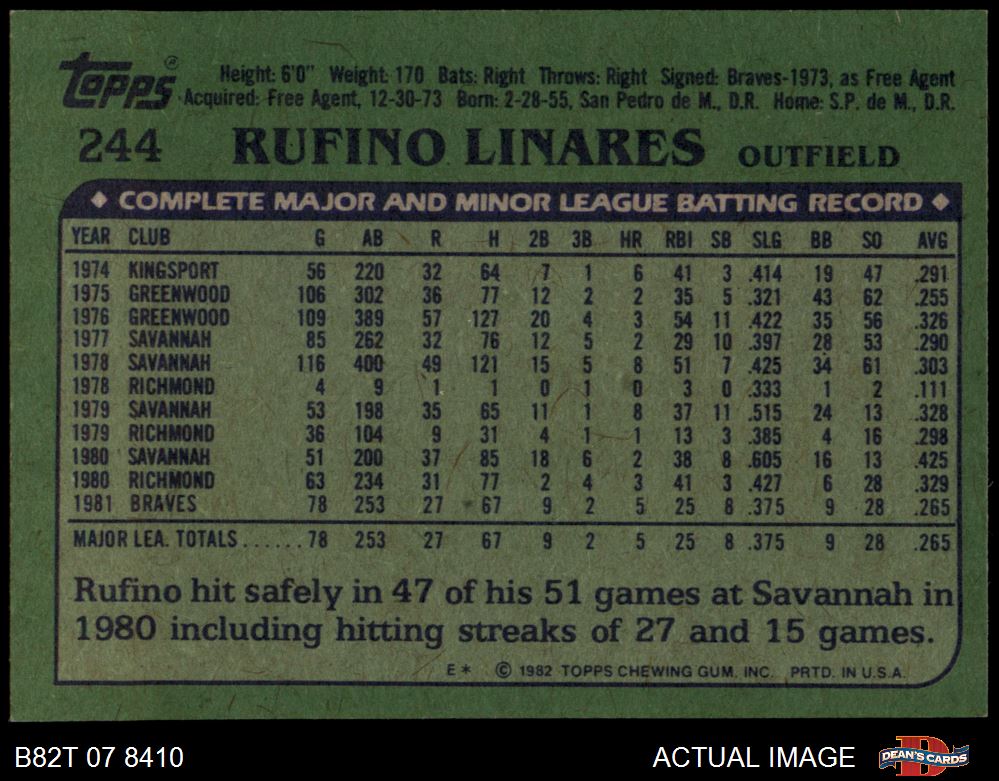 topps®
Height: 6'0" Weight: 170 Bats: Right Throws: Right Signed: Braves-1973, as Free Agent
Acquired: Free Agent, 12-30-73 Born: 2-28-55, San Pedro de M., D.R. Home: S.P. de M., D.R.
244 RUFINO LINARES OUTFIELD
♦ COMPLETE MAJOR AND MINOR LEAGUE BATTING RECORD ♦
YEAR CLUB G AB R H 2B 3B HR RBI SB SLG BB SO AVG
1974 KINGSPORT 56 220 32 64 7 1 6 41 3 .414 19 47 .291
1975 GREENWOOD 106 302 36 77 12 2 2 35 5 .321 43 62 .255
1976 GREENWOOD 109 389 57 127 20 4 3 54 11 .422 35 56 .326
1977 SAVANNAH 85 262 32 76 12 5 2 29 10 .397 28 53 .290
1978 SAVANNAH 116 400 49 121 15 5 8 51 7 .425 34 61 .303
1978 RICHMOND 4 9 1 1 0 1 0 3 0 .333 1 2 .111
1979 SAVANNAH 53 198 35 65 11 1 8 37 11 .515 24 13 .328
1979 RICHMOND 36 104 9 31 4 1 1 13 3 .385 4 16 .298
1980 SAVANNAH 51 200 37 85 18 6 2 38 8 .605 16 13 .425
1980 RICHMOND 63 234 31 77 2 4 3 41 3 .427 6 28 .329
1981 BRAVES 78 253 27 67 9 2 5 25 8 .375 9 28 .265
MAJOR LEA. TOTALS......78 253 27 67 9 2 5 25 8 .375 9 28 .265
Rufino hit safely in 47 of his 51 games at Savannah in
1980 including hitting streaks of 27 and 15 games.
E* © 1982 TOPPS CHEWING GUM, INC. PRTD. IN U.S.A.
B82T 07 8410 ACTUAL IMAGE DEAN'S CARDS